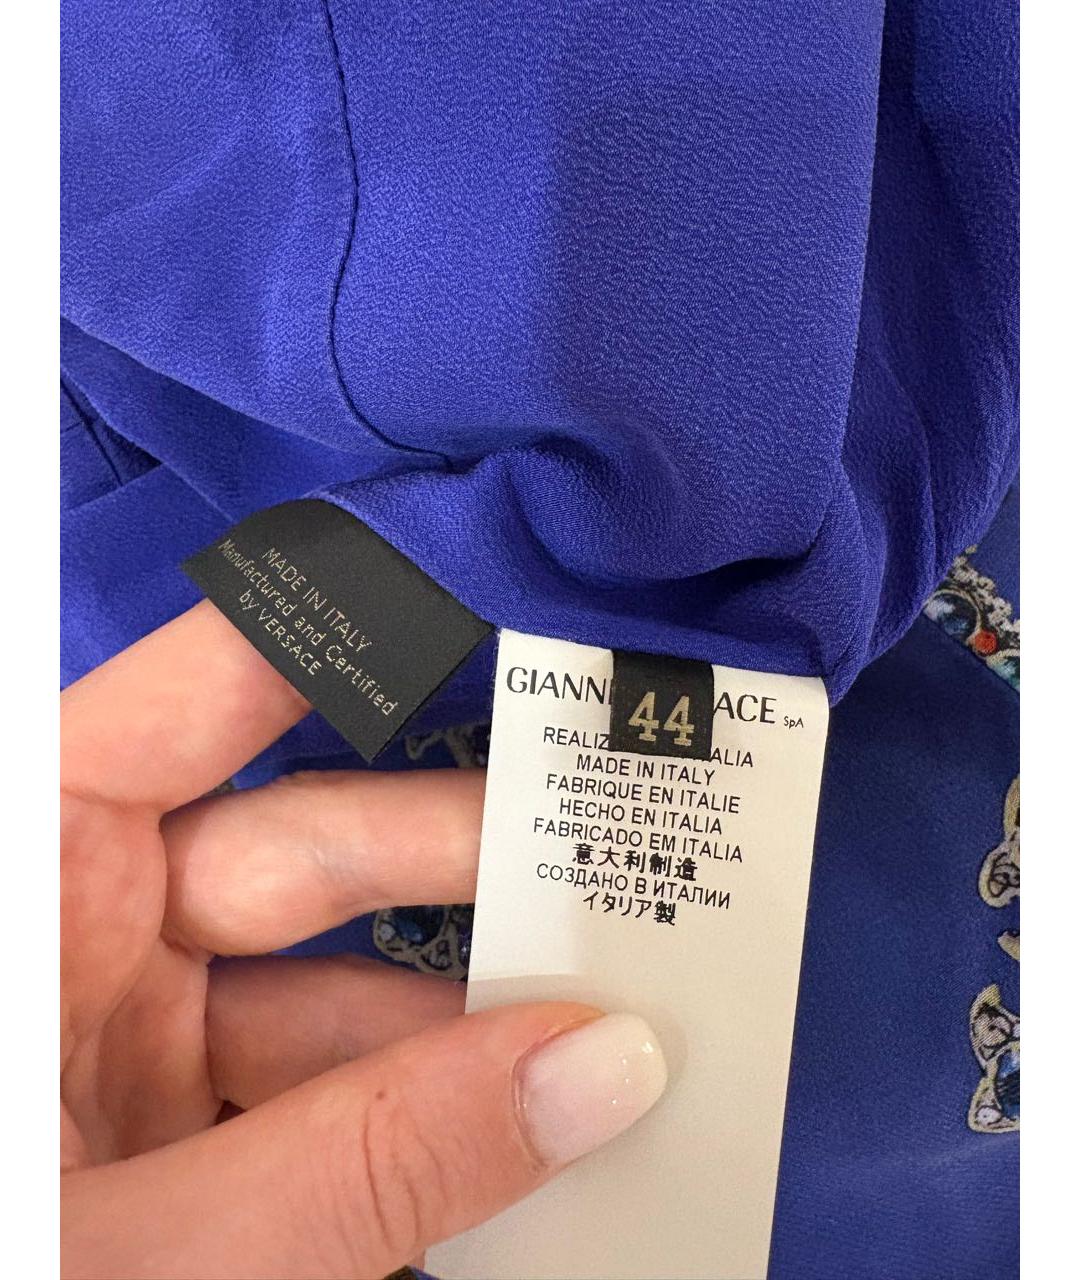 MADE IN ITALY
Manufactured and Certified
by VERSACE
GIANN ACE SpA
44
REALIZ ALIA
MADE IN ITALY
FABRIQUE EN ITALIE
HECHO EN ITALIA
FABRICADO EM ITALIA
意大利制造
СОЗДАНО В ИТАЛИИ
イタリア製